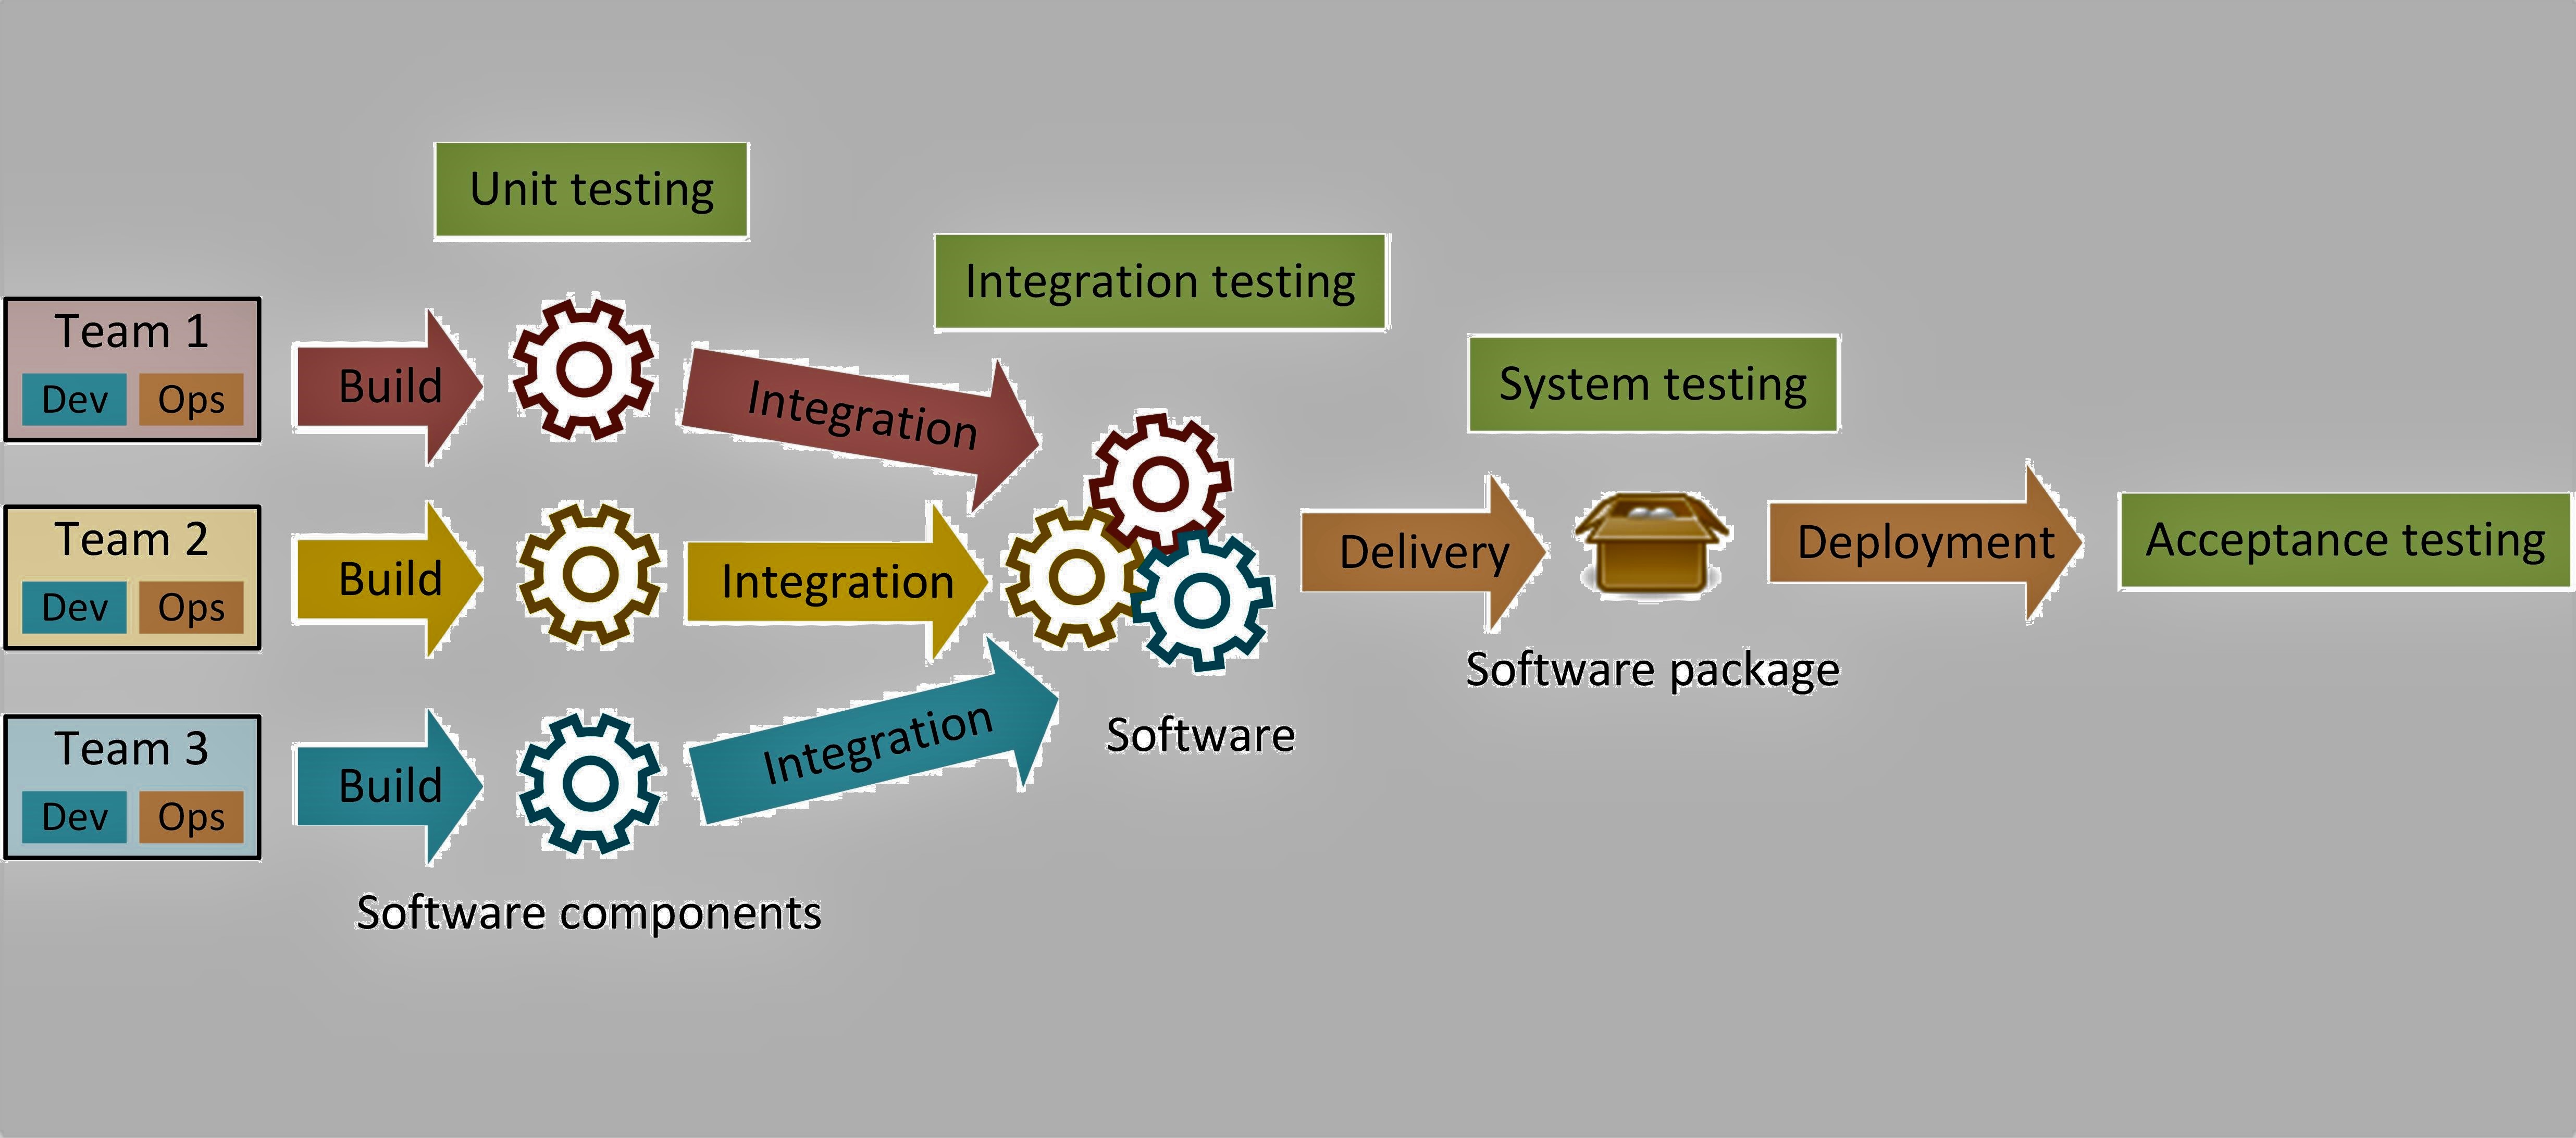 Unit testing
Integration testing
System testing
Team 1
Dev Ops
Build
Integration
Team 2
Dev Ops
Build
Integration
Delivery
Deployment
Acceptance testing
Software package
Team 3
Dev Ops
Build
Integration
Software
Software components